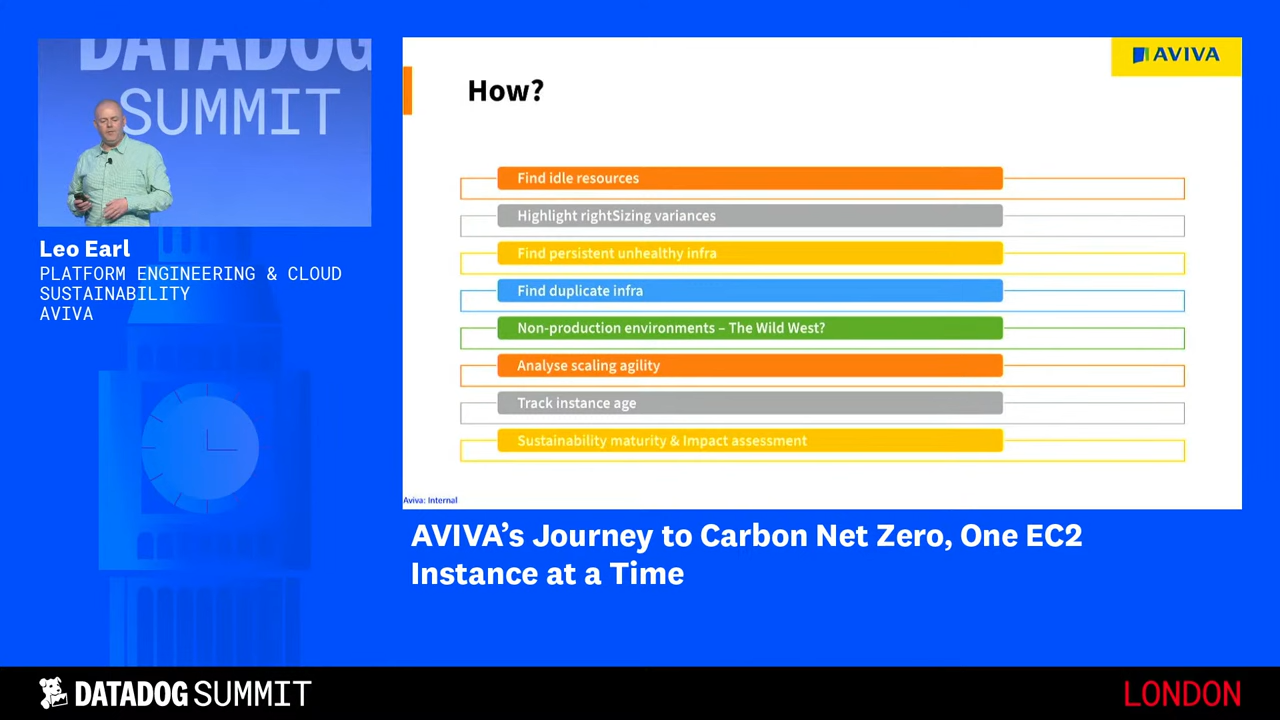 DATADOG
SUMMIT
Leo Earl
PLATFORM ENGINEERING & CLOUD
SUSTAINABILITY
AVIVA
AVIVA
How?
Find idle resources
Highlight rightSizing variances
Find persistent unhealthy infra
Find duplicate infra
Non-production environments – The Wild West?
Analyse scaling agility
Track instance age
Sustainability maturity & Impact assessment
Aviva: Internal
AVIVA’s Journey to Carbon Net Zero, One EC2
Instance at a Time
DATADOG SUMMIT
LONDON